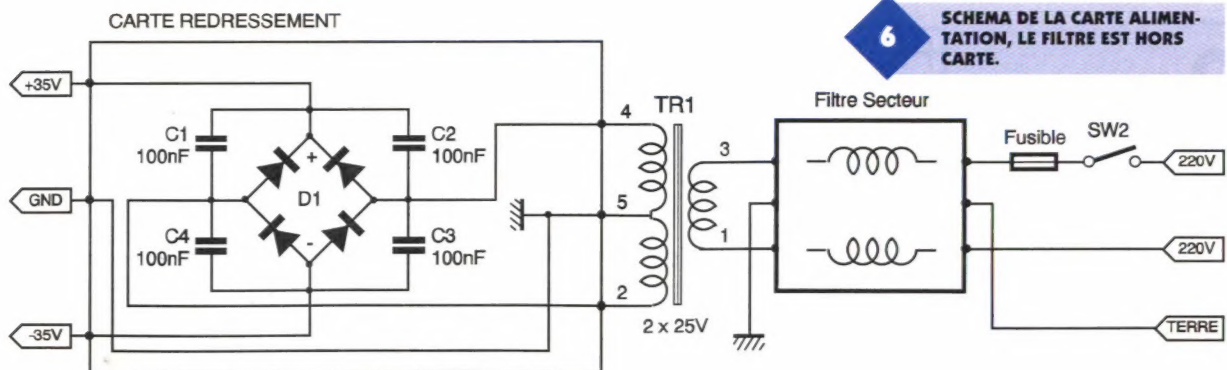 CARTE REDRESSEMENT
6
SCHEMA DE LA CARTE ALIMEN-
TATION, LE FILTRE EST HORS
CARTE.
+35V
GND
-35V
C1
100nF
C2
100nF
+
D1
-
C4
100nF
C3
100nF
4
5
2
TR1
3
1
2 x 25V
Filtre Secteur
Fusible
SW2
220V
220V
TERRE